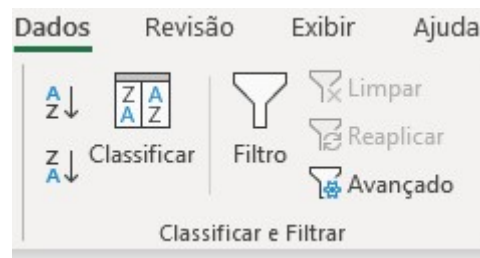 Dados Revisão Exibir Ajuda
A
Z
Z
A
Z A
A Z
Classificar
Filtro
Limpar
Reaplicar
Avançado
Classificar e Filtrar